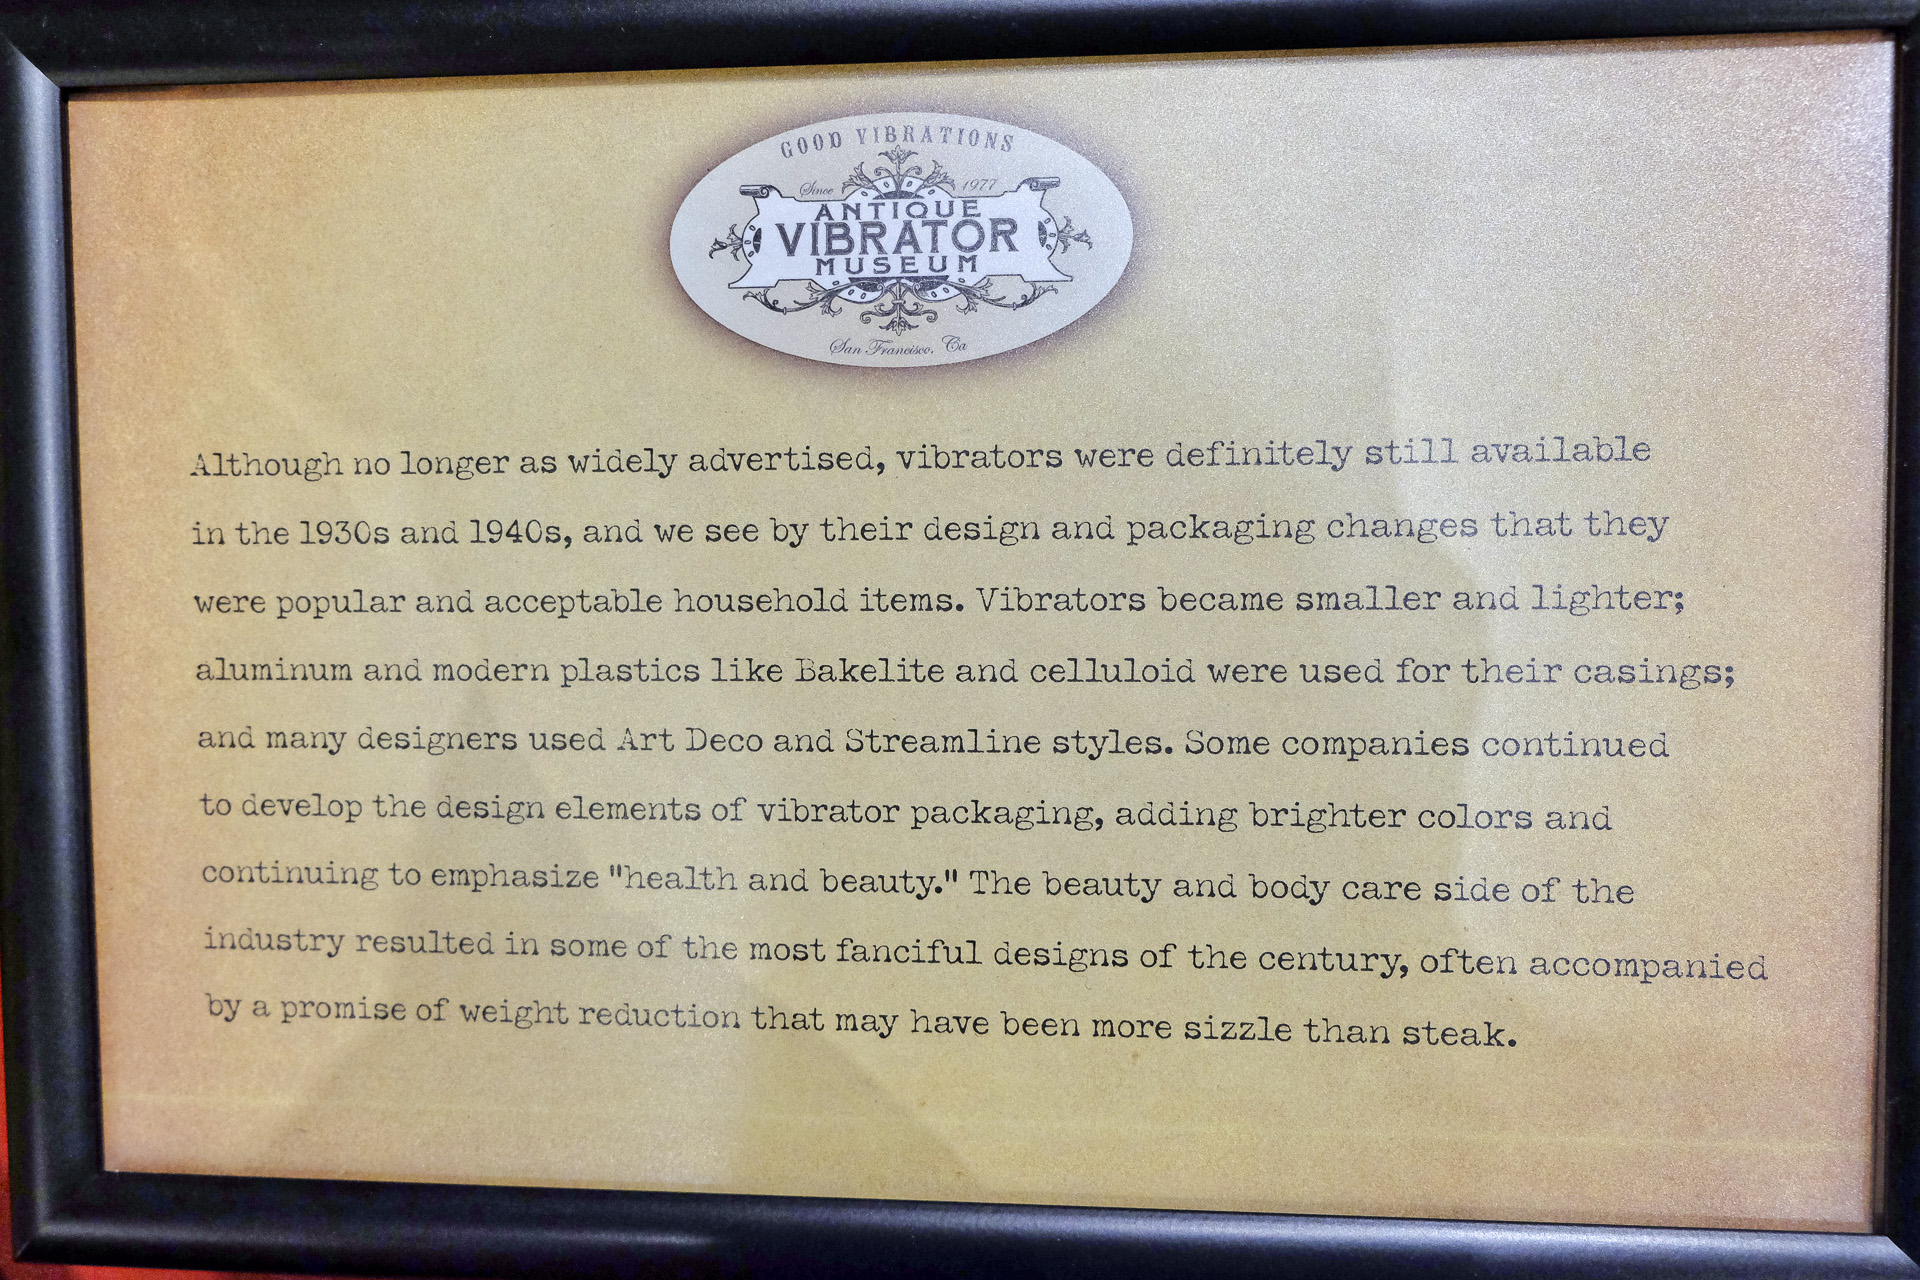 GOOD VIBRATIONS
Since 1977
ANTIQUE
VIBRATOR
MUSEUM
San Francisco, Ca
Although no longer as widely advertised, vibrators were definitely still available
in the 1930s and 1940s, and we see by their design and packaging changes that they
were popular and acceptable household items. Vibrators became smaller and lighter;
aluminum and modern plastics like Bakelite and celluloid were used for their casings;
and many designers used Art Deco and Streamline styles. Some companies continued
to develop the design elements of vibrator packaging, adding brighter colors and
continuing to emphasize "health and beauty." The beauty and body care side of the
industry resulted in some of the most fanciful designs of the century, often accompanied
by a promise of weight reduction that may have been more sizzle than steak.